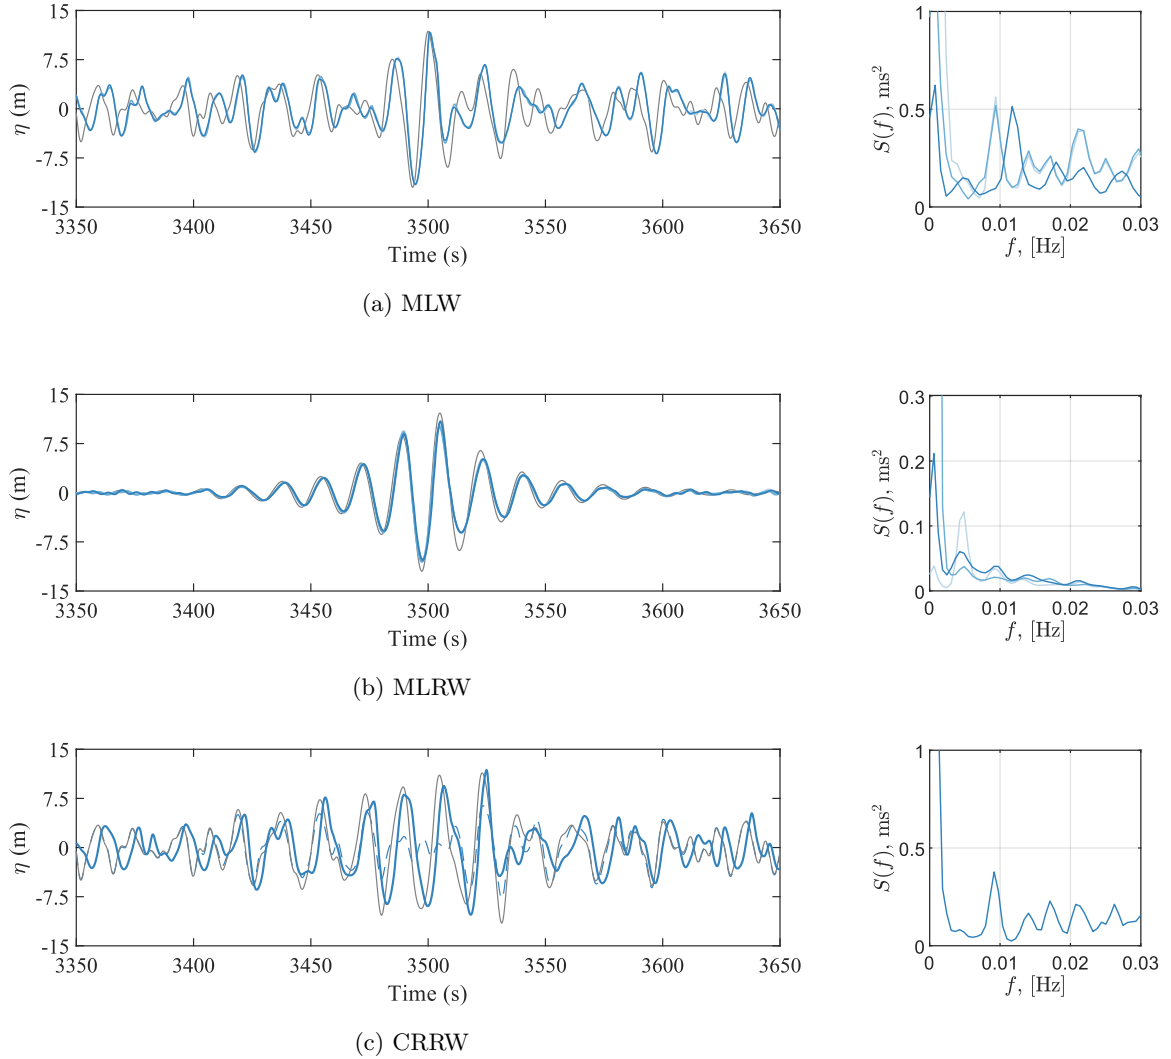 15
7.5
0
-7.5
-15
η (m)
3350 3400 3450 3500 3550 3600 3650
Time (s)
1
0.5
0
S(f), ms²
0 0.01 0.02 0.03
f, [Hz]
(a) MLW
15
7.5
0
-7.5
-15
η (m)
3350 3400 3450 3500 3550 3600 3650
Time (s)
0.3
0.2
0.1
0
S(f), ms²
0 0.01 0.02 0.03
f, [Hz]
(b) MLRW
15
7.5
0
-7.5
-15
η (m)
3350 3400 3450 3500 3550 3600 3650
Time (s)
1
0.5
0
S(f), ms²
0 0.01 0.02 0.03
f, [Hz]
(c) CRRW